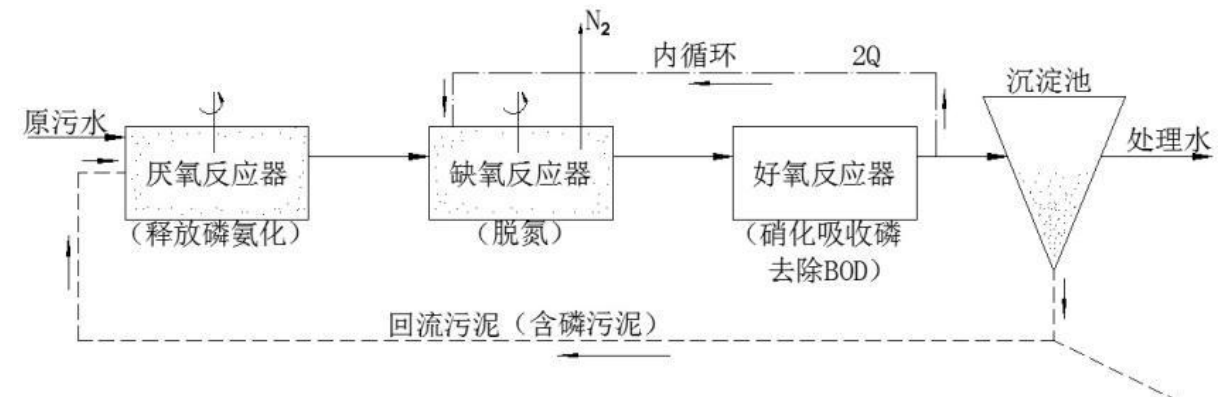 N₂
内循环 2Q
沉淀池
原污水
处理水
厌氧反应器
缺氧反应器
好氧反应器
（释放磷氨化）
（脱氮）
（硝化吸收磷
去除BOD）
回流污泥（含磷污泥）